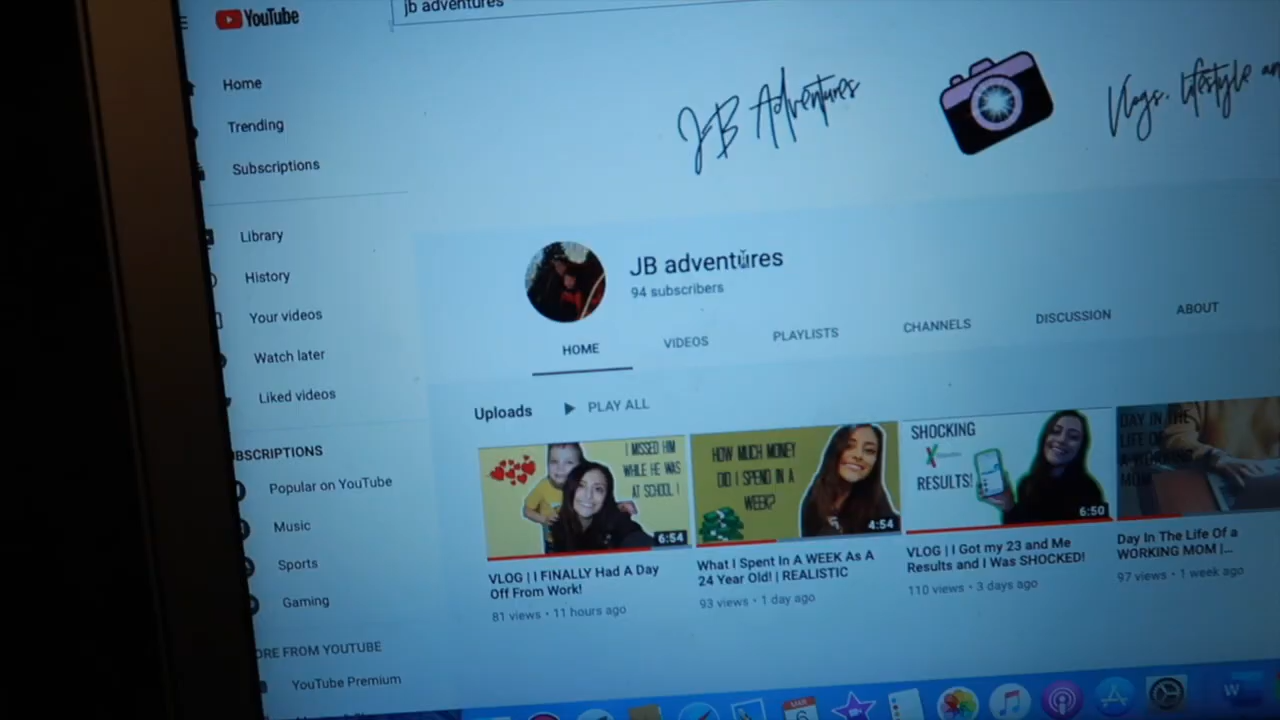 YouTube
jb adventures
Home
Trending
Subscriptions
Library
History
Your videos
Watch later
Liked videos
BSCRIPTIONS
Popular on YouTube
Music
Sports
Gaming
ORE FROM YOUTUBE
YouTube Premium
JB Adventures
Vlogs, lifestyle an
JB adventures
94 subscribers
HOME
VIDEOS
PLAYLISTS
CHANNELS
DISCUSSION
ABOUT
Uploads
PLAY ALL
I MISSED HIM
WHILE HE WAS
AT SCHOOL !
6:54
VLOG | I FINALLY Had A Day
Off From Work!
81 views • 11 hours ago
HOW MUCH MONEY
DID I SPEND IN A
WEEK?
4:54
What I Spent In A WEEK As A
24 Year Old! | REALISTIC
93 views • 1 day ago
SHOCKING
RESULTS!
6:50
VLOG | I Got my 23 and Me
Results and I Was SHOCKED!
110 views • 3 days ago
DAY IN THE
LIFE OF
A WORKING
MOM
Day In The Life Of a
WORKING MOM |...
97 views • 1 week ago
MAR
6
W